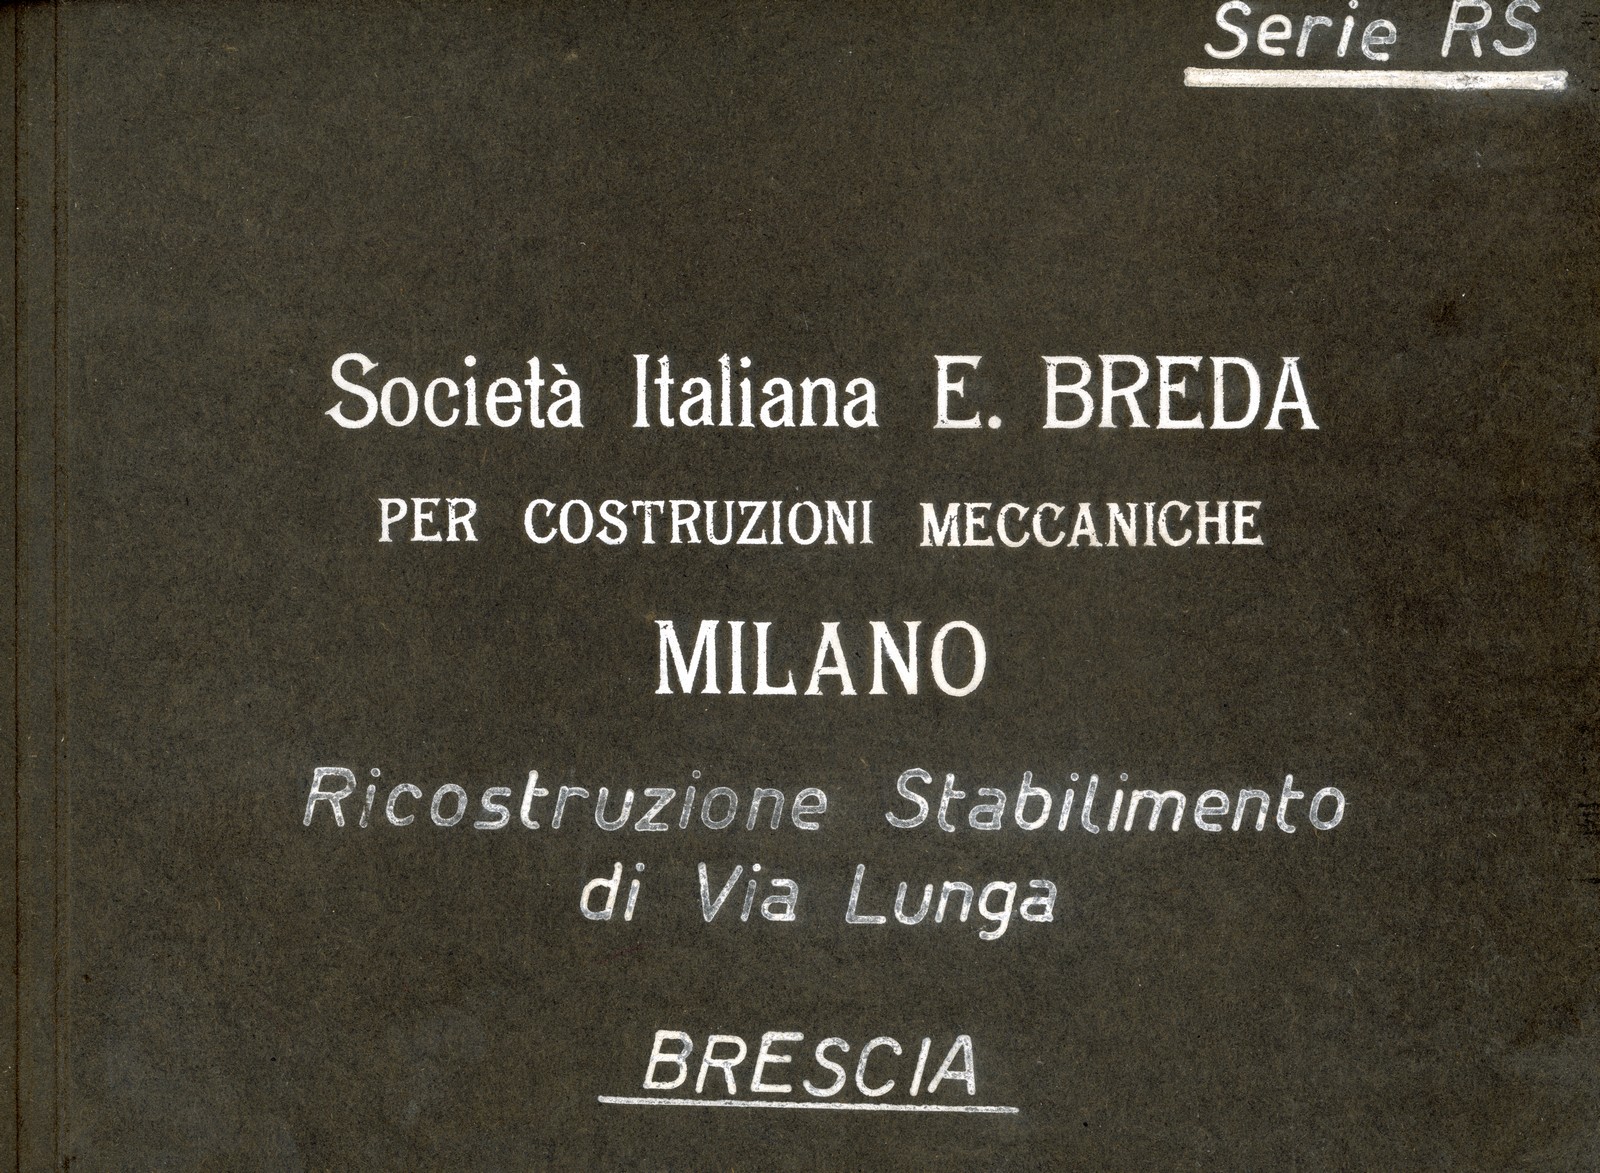 Serie RS
Società Italiana E. BREDA
PER COSTRUZIONI MECCANICHE
MILANO
Ricostruzione Stabilimento
di Via Lunga
BRESCIA